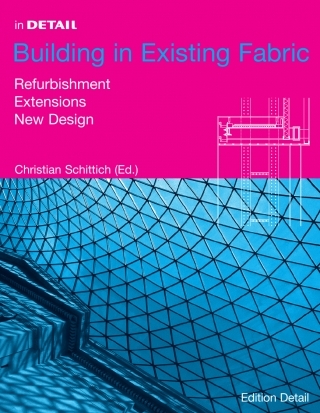 in DETAIL
Building in Existing Fabric
Refurbishment
Extensions
New Design
Christian Schittich (Ed.)
Edition Detail